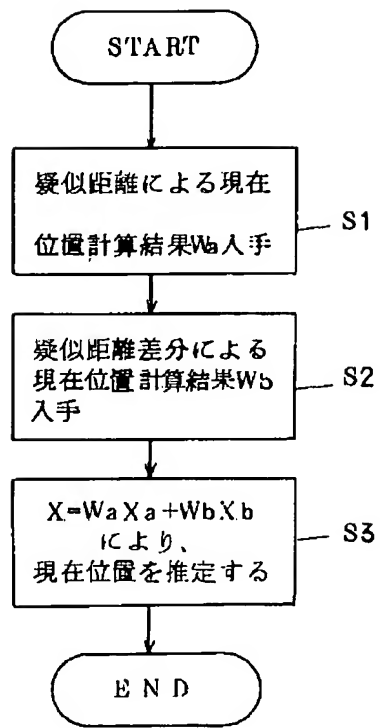 START
疑似距離による現在
位置計算結果Wa入手
S1
疑似距離差分による
現在位置計算結果Wb
入手
S2
X=WaXa+WbXb
により、
現在位置を推定する
S3
END